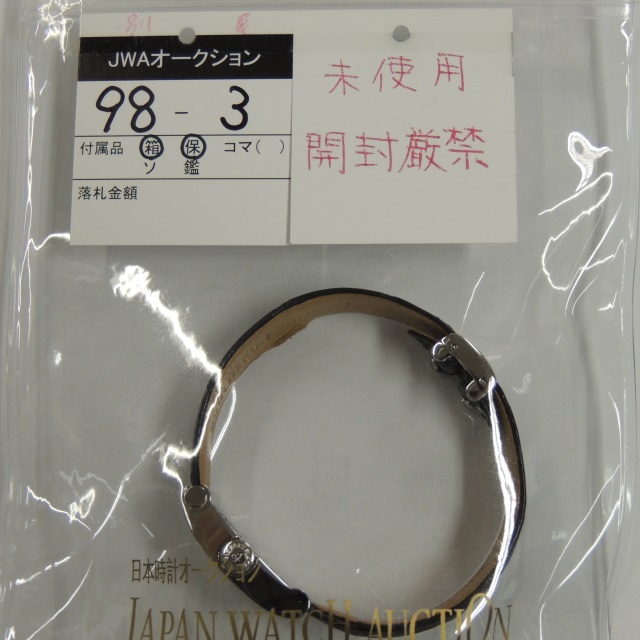 JWAオークション
98 - 3
付属品 箱 保 コマ( )
ソ 鑑
落札金額
未使用
開封厳禁
日本時計オークション
JAPAN WATCH AUCTION